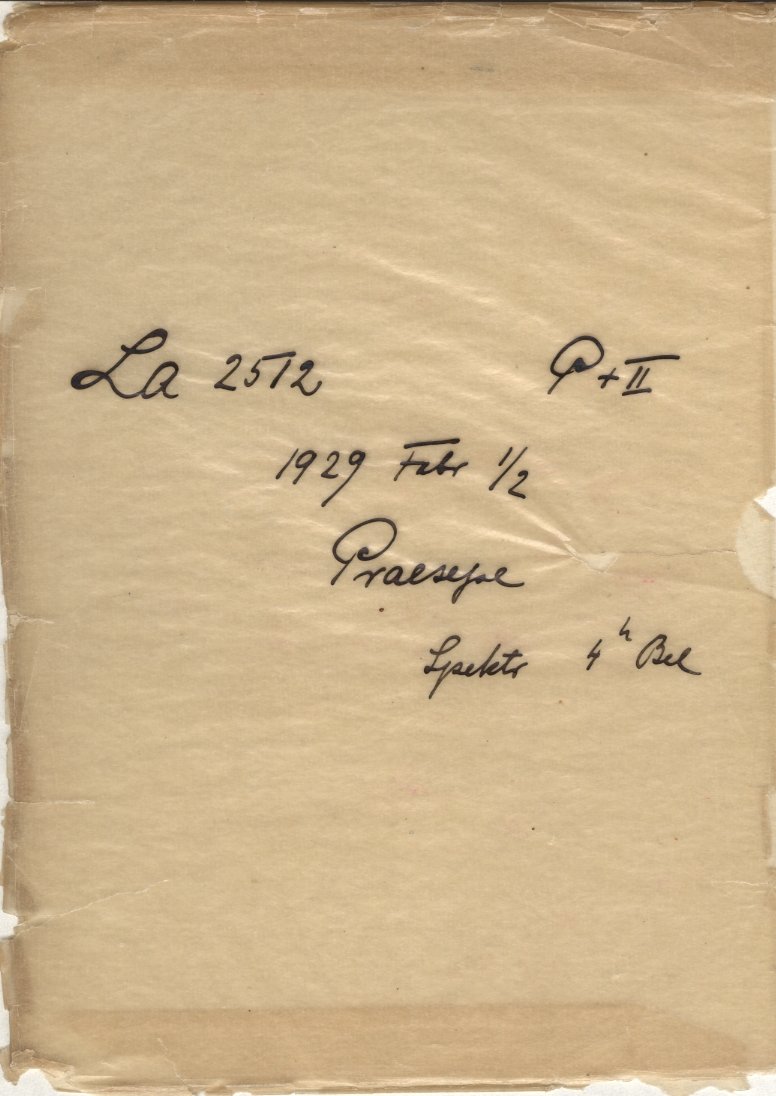 La 2512 P+II
1929 Febr 1/2
Praesepe
Spektr 4ʰ Bel